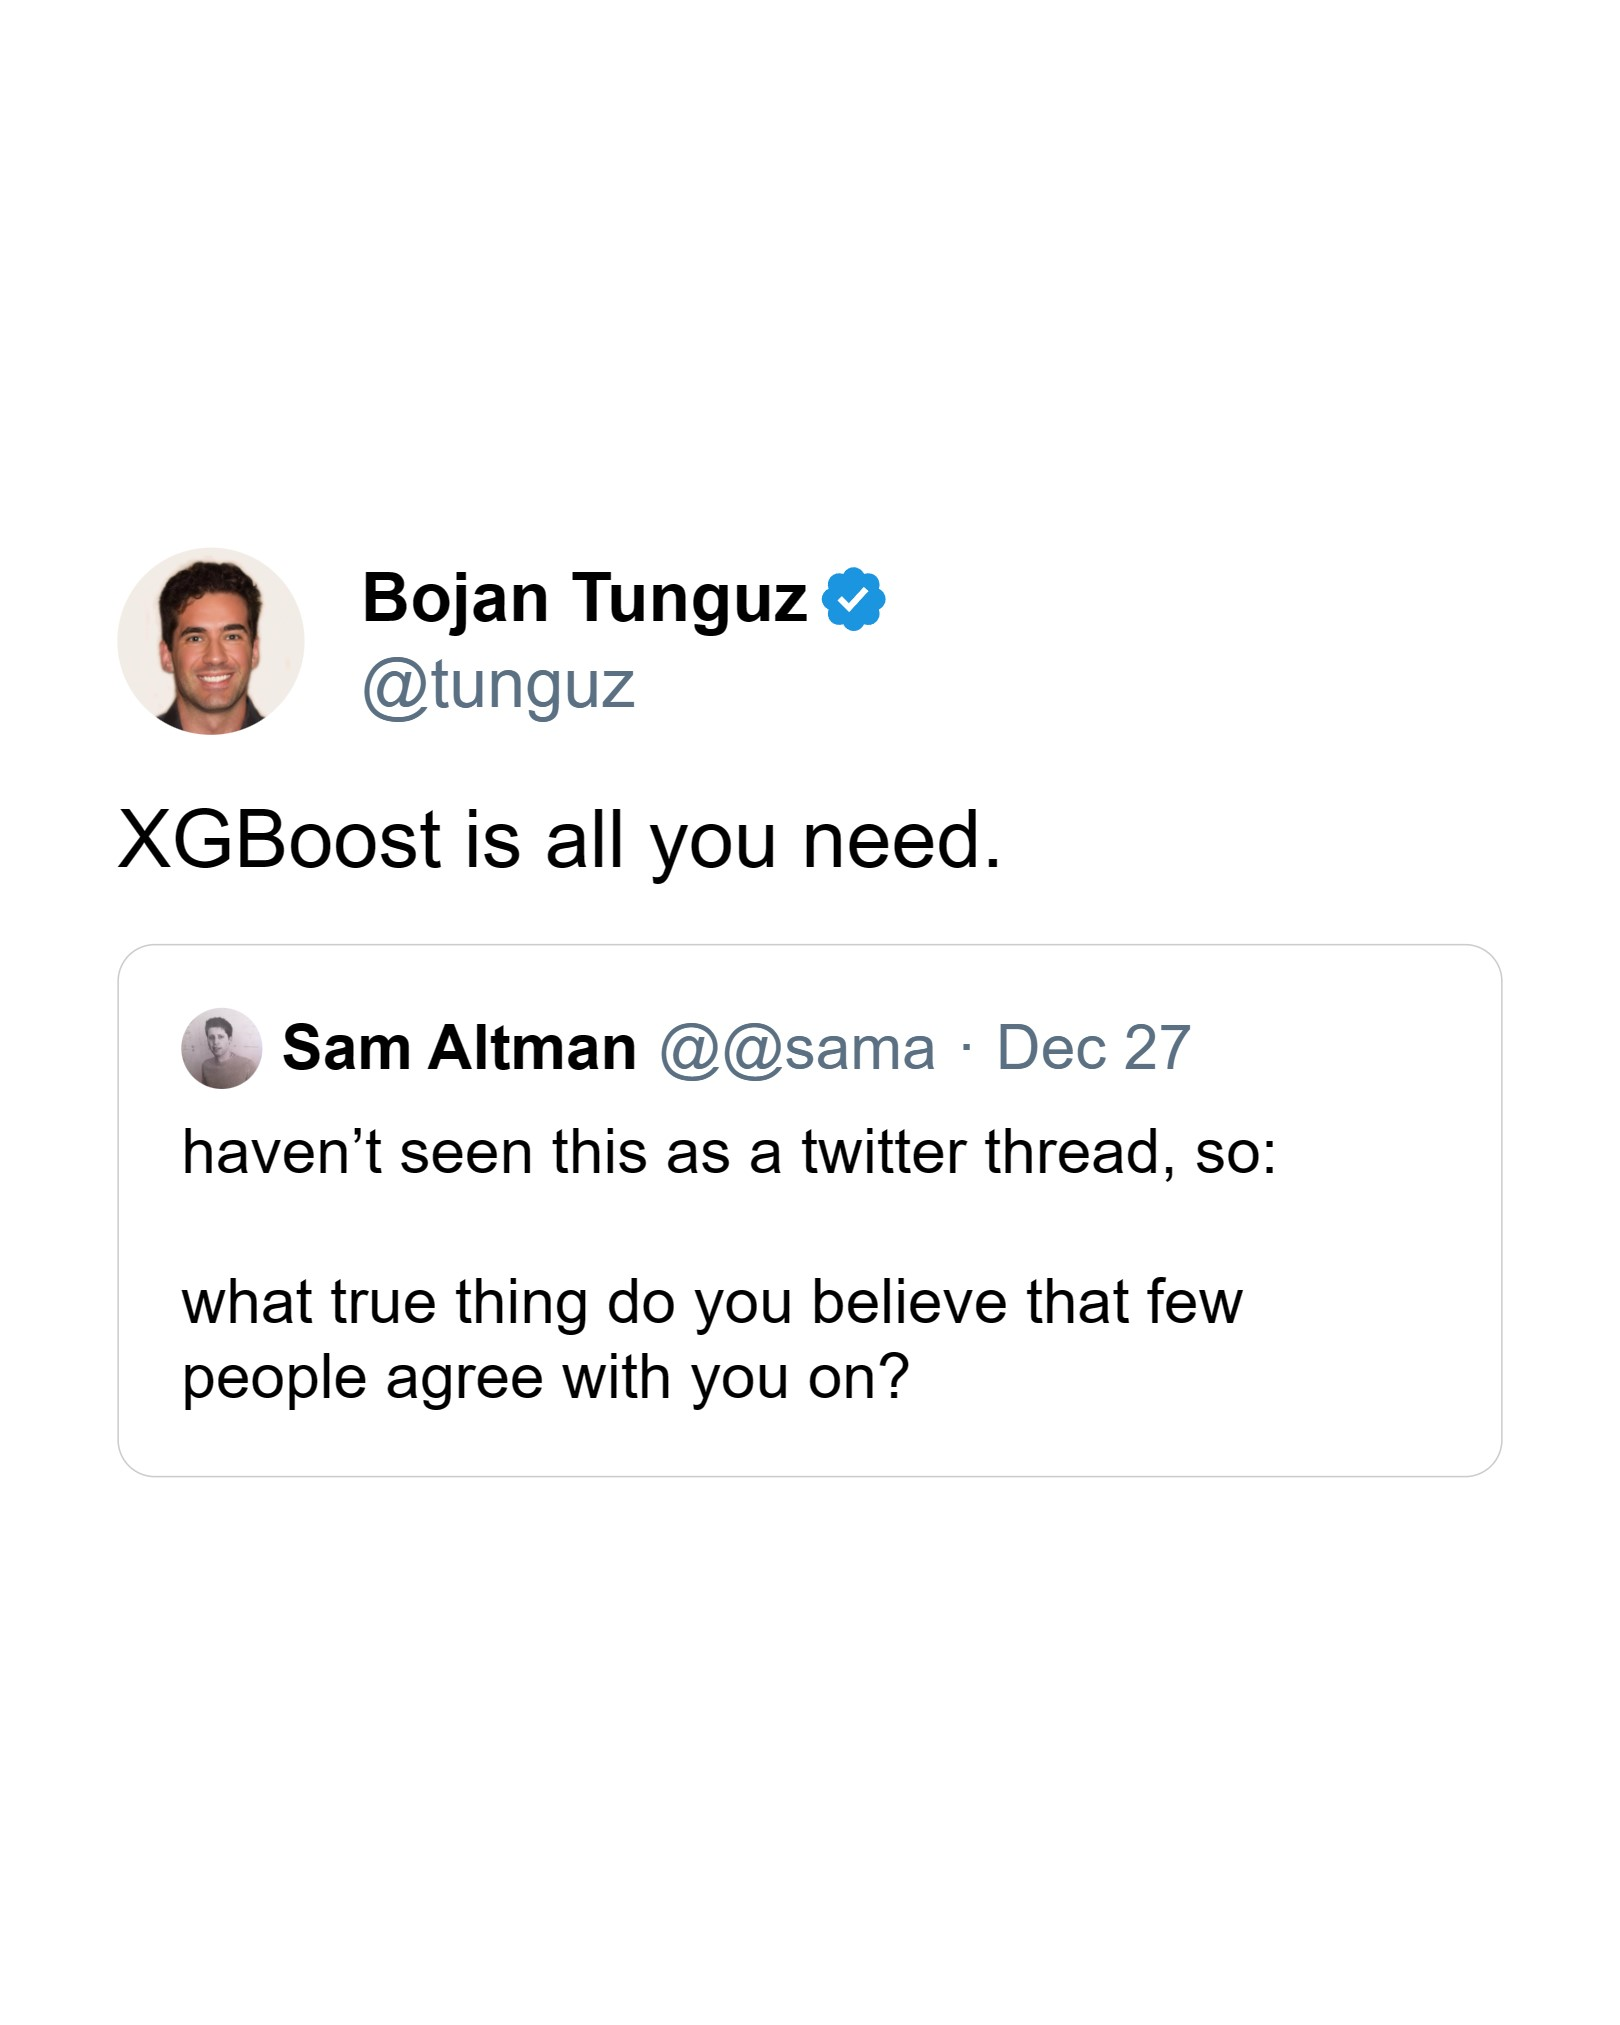 Bojan Tunguz
@tunguz
XGBoost is all you need.
Sam Altman @@sama · Dec 27
haven’t seen this as a twitter thread, so:
what true thing do you believe that few
people agree with you on?